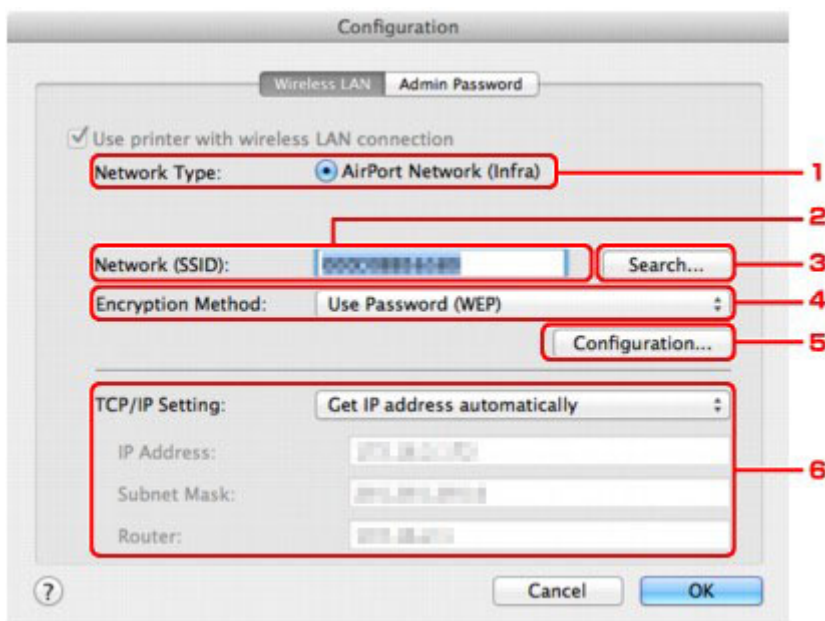 Configuration
Wireless LAN Admin Password
Use printer with wireless LAN connection
Network Type: AirPort Network (Infra) 1
2
Network (SSID): Search... 3
Encryption Method: Use Password (WEP) 4
Configuration... 5
TCP/IP Setting: Get IP address automatically
IP Address:
6
Subnet Mask:
Router:
? Cancel OK